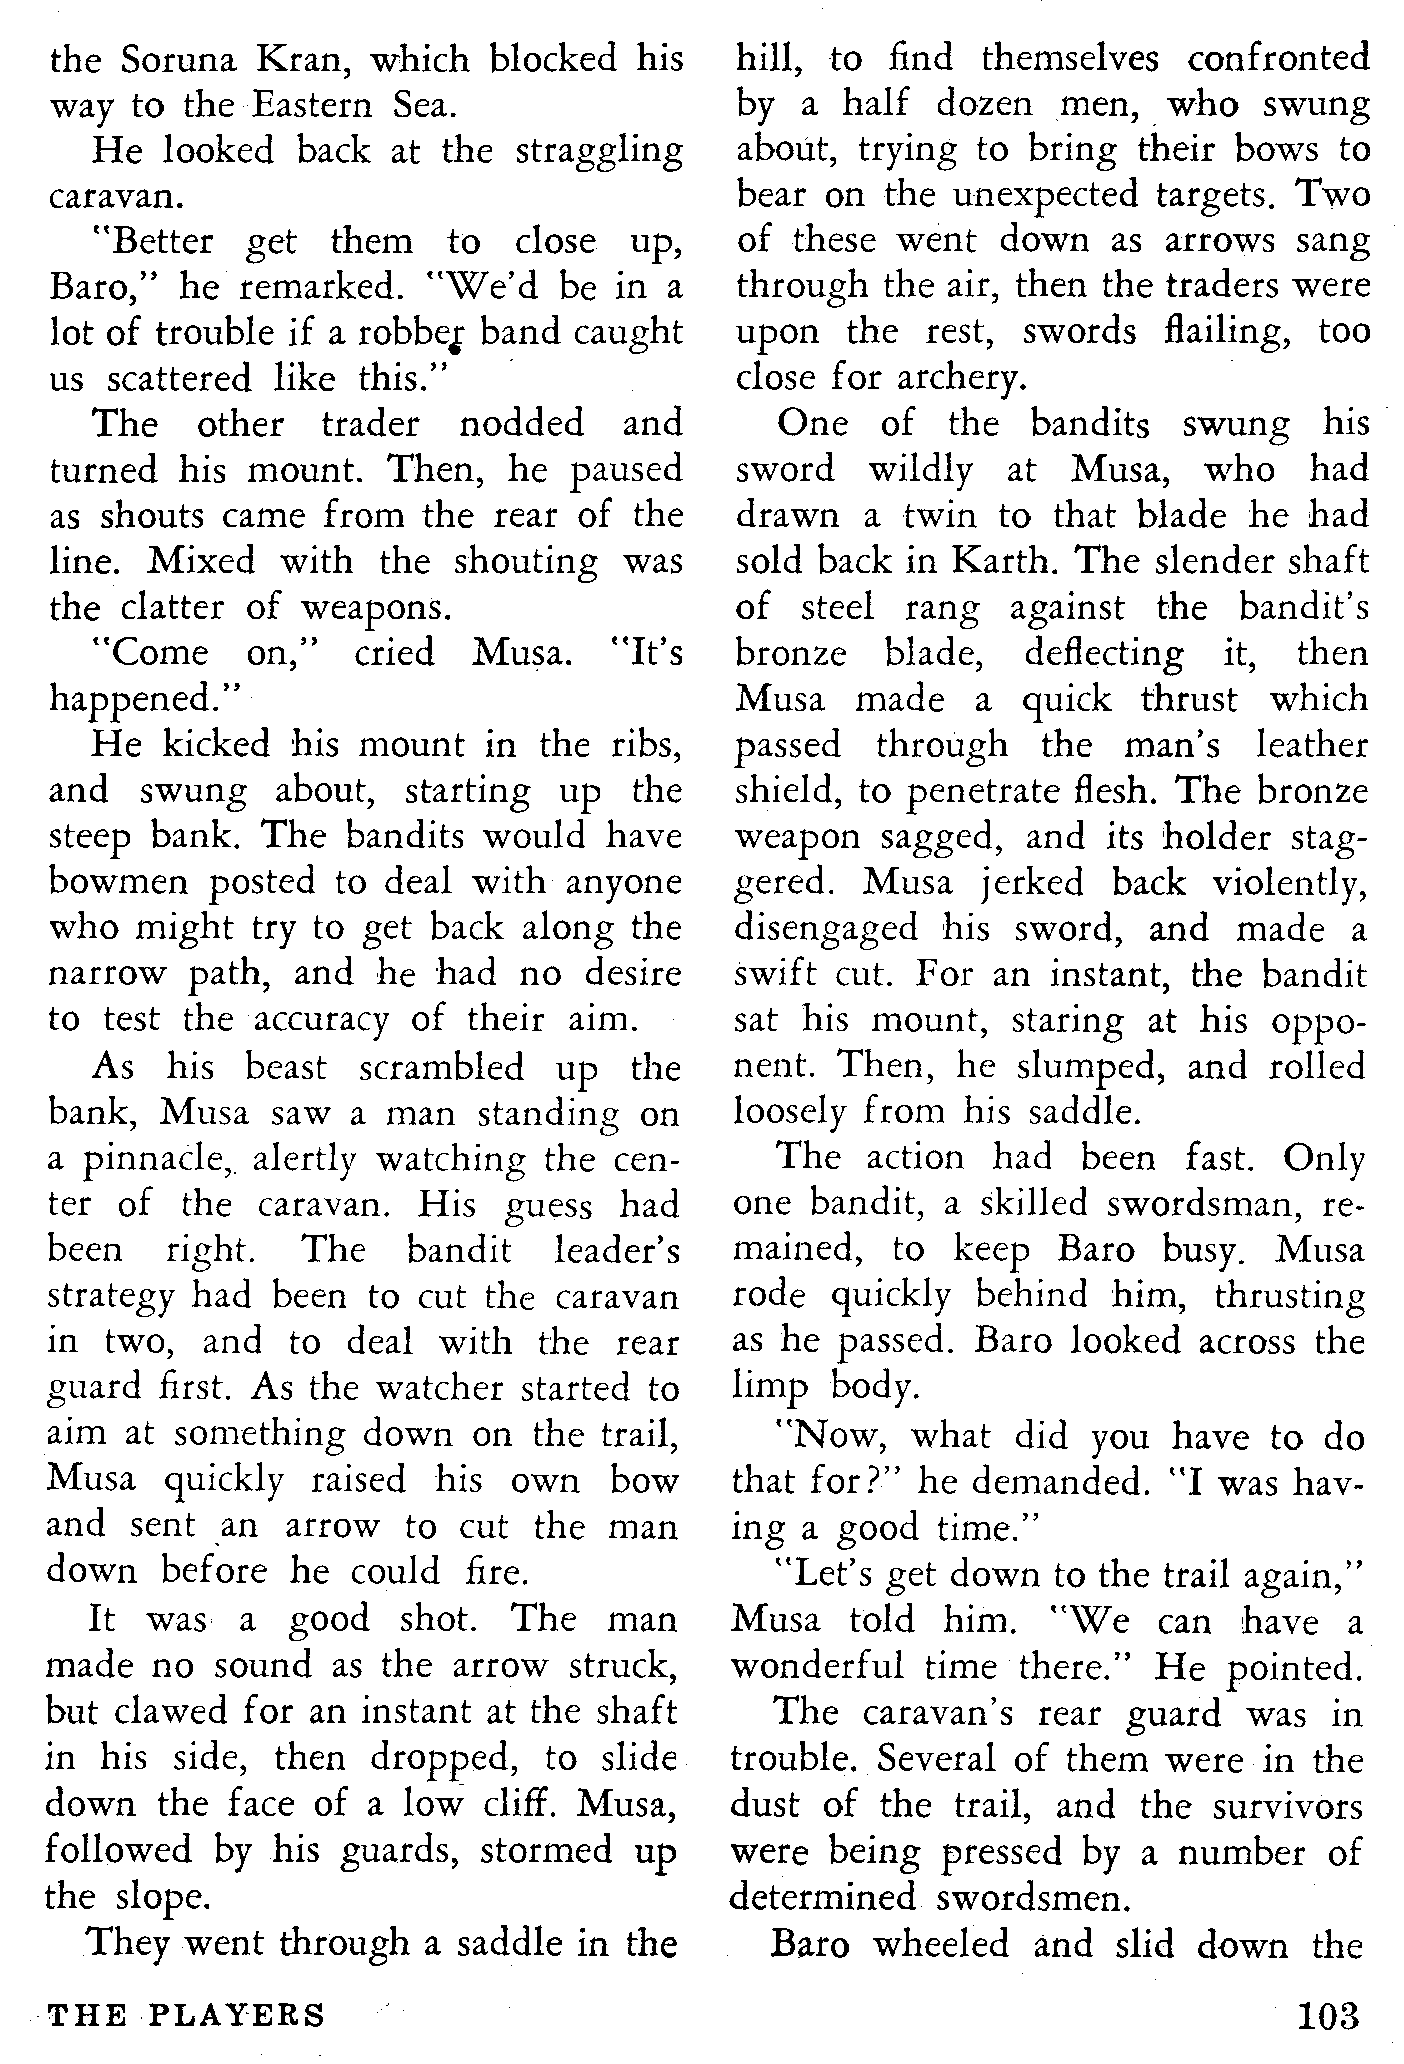 the Soruna Kran, which blocked his
way to the Eastern Sea.
He looked back at the straggling
caravan.
"Better get them to close up,
Baro," he remarked. "We'd be in a
lot of trouble if a robber band caught
us scattered like this."
The other trader nodded and
turned his mount. Then, he paused
as shouts came from the rear of the
line. Mixed with the shouting was
the clatter of weapons.
"Come on," cried Musa. "It's
happened."
He kicked his mount in the ribs,
and swung about, starting up the
steep bank. The bandits would have
bowmen posted to deal with anyone
who might try to get back along the
narrow path, and he had no desire
to test the accuracy of their aim.
As his beast scrambled up the
bank, Musa saw a man standing on
a pinnacle, alertly watching the cen-
ter of the caravan. His guess had
been right. The bandit leader's
strategy had been to cut the caravan
in two, and to deal with the rear
guard first. As the watcher started to
aim at something down on the trail,
Musa quickly raised his own bow
and sent an arrow to cut the man
down before he could fire.
It was a good shot. The man
made no sound as the arrow struck,
but clawed for an instant at the shaft
in his side, then dropped, to slide
down the face of a low cliff. Musa,
followed by his guards, stormed up
the slope.
They went through a saddle in the
hill, to find themselves confronted
by a half dozen men, who swung
about, trying to bring their bows to
bear on the unexpected targets. Two
of these went down as arrows sang
through the air, then the traders were
upon the rest, swords flailing, too
close for archery.
One of the bandits swung his
sword wildly at Musa, who had
drawn a twin to that blade he had
sold back in Karth. The slender shaft
of steel rang against the bandit's
bronze blade, deflecting it, then
Musa made a quick thrust which
passed through the man's leather
shield, to penetrate flesh. The bronze
weapon sagged, and its holder stag-
gered. Musa jerked back violently,
disengaged his sword, and made a
swift cut. For an instant, the bandit
sat his mount, staring at his oppo-
nent. Then, he slumped, and rolled
loosely from his saddle.
The action had been fast. Only
one bandit, a skilled swordsman, re-
mained, to keep Baro busy. Musa
rode quickly behind him, thrusting
as he passed. Baro looked across the
limp body.
"Now, what did you have to do
that for?" he demanded. "I was hav-
ing a good time."
"Let's get down to the trail again,"
Musa told him. "We can have a
wonderful time there." He pointed.
The caravan's rear guard was in
trouble. Several of them were in the
dust of the trail, and the survivors
were being pressed by a number of
determined swordsmen.
Baro wheeled and slid down the
THE PLAYERS 103